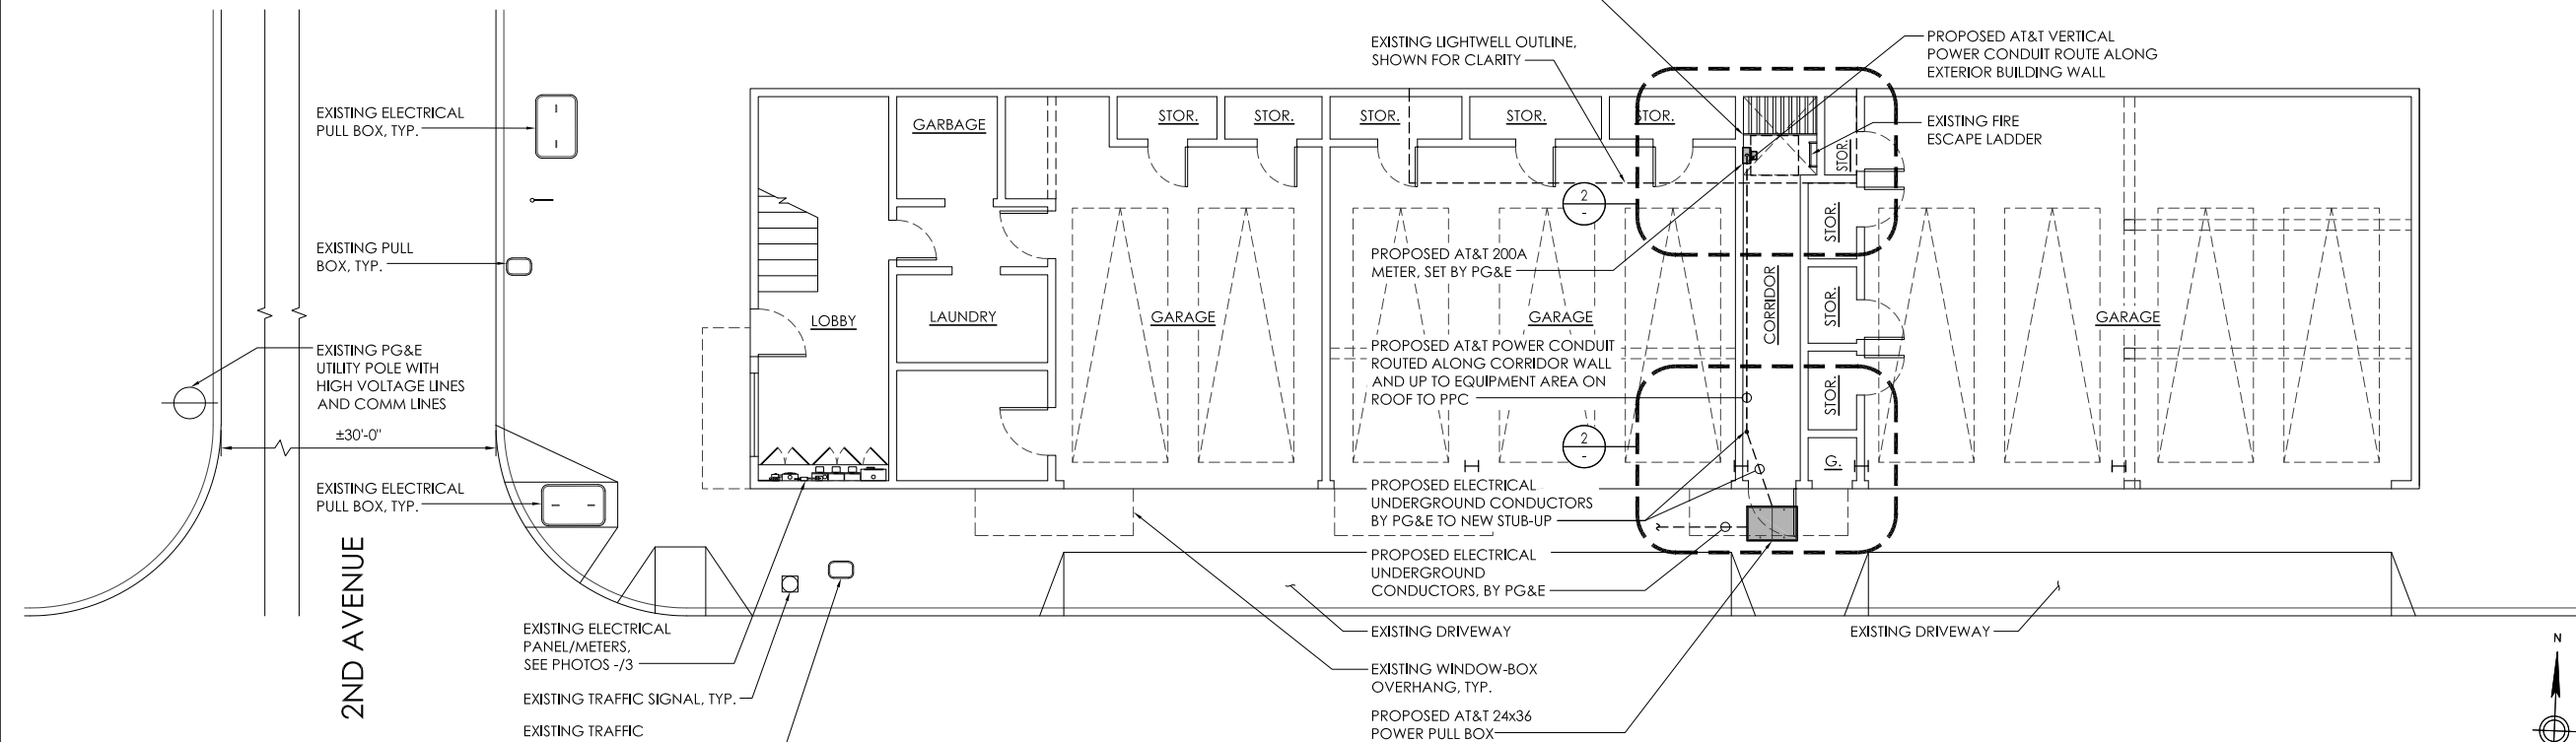 EXISTING LIGHTWELL OUTLINE,
SHOWN FOR CLARITY
PROPOSED AT&T VERTICAL
POWER CONDUIT ROUTE ALONG
EXTERIOR BUILDING WALL
EXISTING ELECTRICAL
PULL BOX, TYP.
GARBAGE
STOR.
STOR.
STOR.
STOR.
STOR.
STOR.
EXISTING FIRE
ESCAPE LADDER
2
-
STOR.
EXISTING PULL
BOX, TYP.
PROPOSED AT&T 200A
METER, SET BY PG&E
CORRIDOR
STOR.
LOBBY
LAUNDRY
GARAGE
GARAGE
GARAGE
EXISTING PG&E
UTILITY POLE WITH
HIGH VOLTAGE LINES
AND COMM LINES
PROPOSED AT&T POWER CONDUIT
ROUTED ALONG CORRIDOR WALL
AND UP TO EQUIPMENT AREA ON
ROOF TO PPC
STOR.
±30'-0"
2
-
G.
EXISTING ELECTRICAL
PULL BOX, TYP.
PROPOSED ELECTRICAL
UNDERGROUND CONDUCTORS
BY PG&E TO NEW STUB-UP
PROPOSED ELECTRICAL
UNDERGROUND
CONDUCTORS, BY PG&E
2ND AVENUE
EXISTING ELECTRICAL
PANEL/METERS,
SEE PHOTOS -/3
EXISTING DRIVEWAY
EXISTING DRIVEWAY
EXISTING WINDOW-BOX
OVERHANG, TYP.
EXISTING TRAFFIC SIGNAL, TYP.
PROPOSED AT&T 24x36
POWER PULL BOX
EXISTING TRAFFIC
N